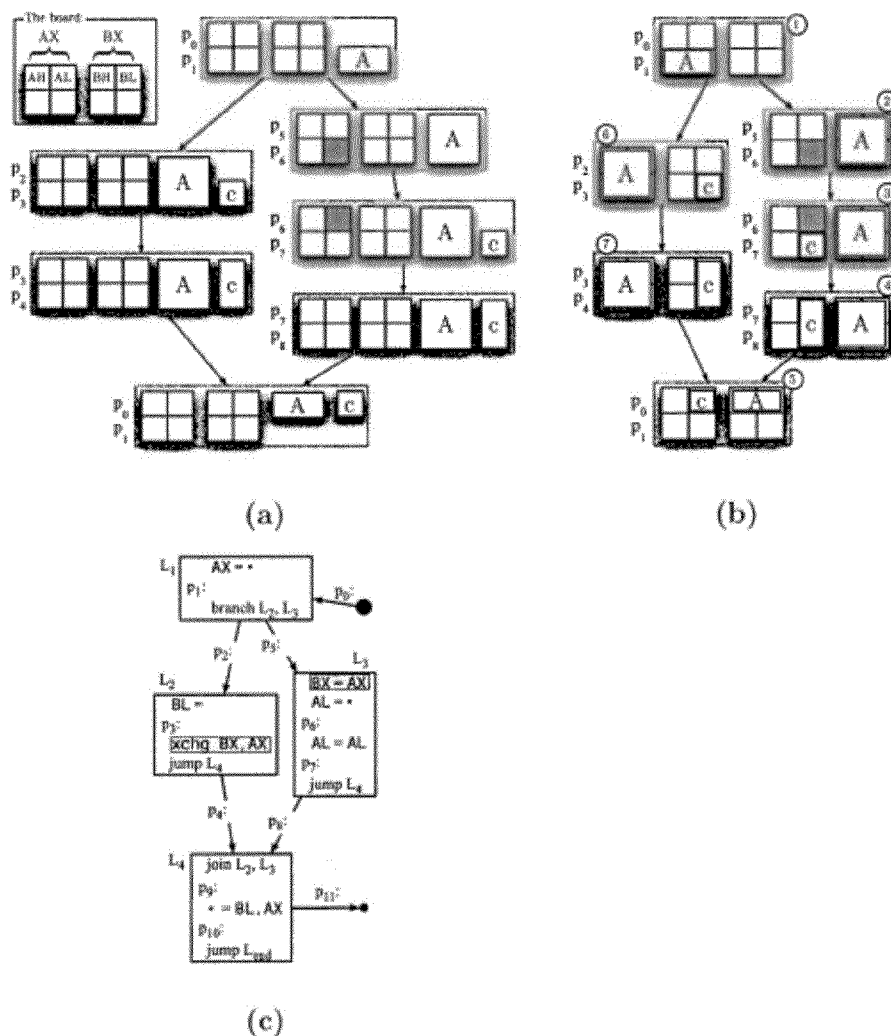 The board:
AX BX
AH AL BH BL
p0
p1
A
p5
p6
A
p2
p3
A c
p6
p7
A c
p3
p4
A c
p7
p8
A c
p0
p1
A c
(a)
1
p0
p1
A
p5
p6
A
6
p2
p3
A c
p6
p7
c A
7
p3
p4
A c
p7
p8
c A
5
p0
p1
c A
(b)
L1
AX = •
p1:
branch L2, L3
p0:
p2:
p5:
L2
BL =
p3:
xchg BX, AX
jump L4
L3
BX = AX
AL = •
p6:
AL = AL
p7:
jump L4
p4:
p8:
L4
join L2, L3
p9:
• = BL, AX
p10:
jump Lend
p11:
(c)